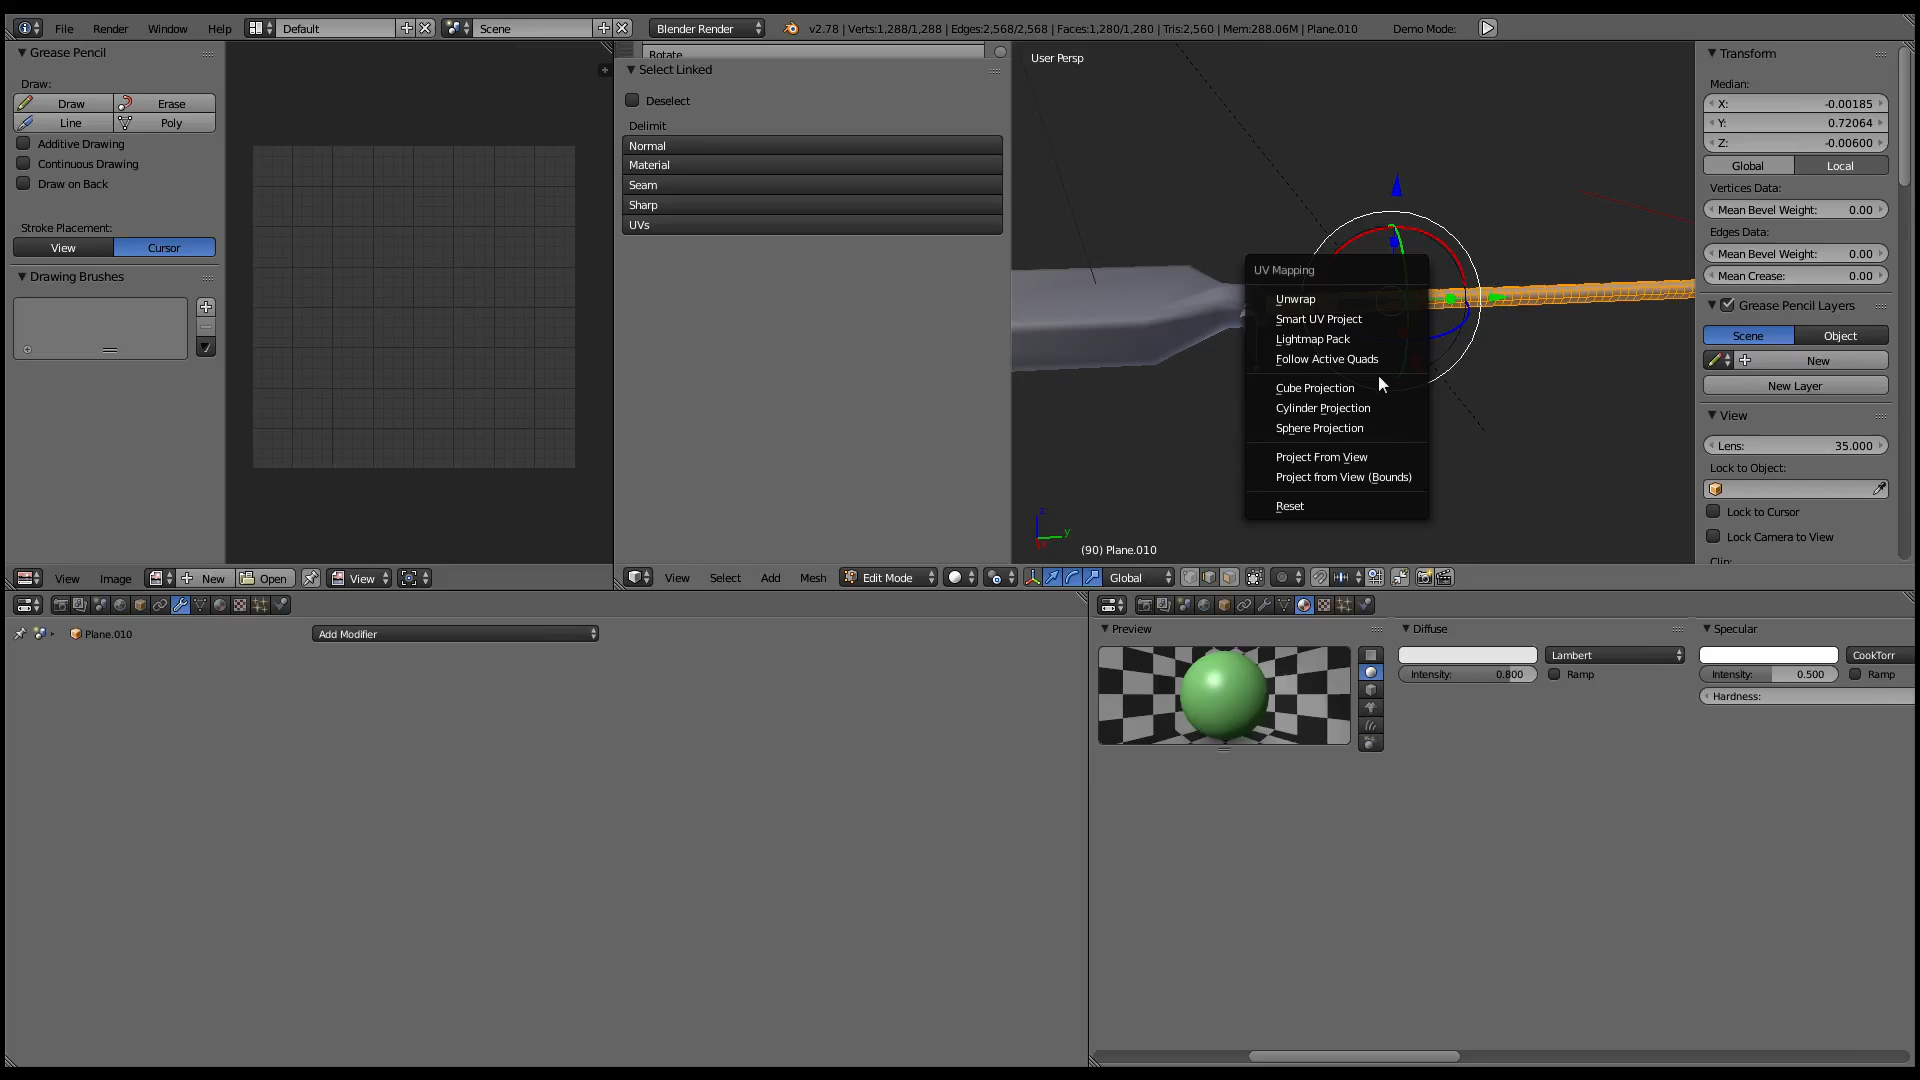 File Render Window Help Default Scene Blender Render v2.78 | Verts:1,288/1,288 | Edges:2,568/2,568 | Faces:1,280/1,280 | Tris:2,560 | Mem:288.06M | Plane.010 Demo Mode:
Grease Pencil
Draw:
Draw Erase
Line Poly
Additive Drawing
Continuous Drawing
Draw on Back
Stroke Placement:
View Cursor
Drawing Brushes
View Image New Open View
Rotate
Select Linked
Deselect
Delimit
Normal
Material
Seam
Sharp
UVs
User Persp
UV Mapping
Unwrap
Smart UV Project
Lightmap Pack
Follow Active Quads
Cube Projection
Cylinder Projection
Sphere Projection
Project From View
Project from View (Bounds)
Reset
z
y
(90) Plane.010
View Select Add Mesh Edit Mode Global
Transform
Median:
X: -0.00185
Y: 0.72064
Z: -0.00600
Global Local
Vertices Data:
Mean Bevel Weight: 0.00
Edges Data:
Mean Bevel Weight: 0.00
Mean Crease: 0.00
Grease Pencil Layers
Scene Object
New
New Layer
View
Lens: 35.000
Lock to Object:
Lock to Cursor
Lock Camera to View
Clip:
Plane.010 Add Modifier
Preview
Diffuse
Lambert
Intensity: 0.800 Ramp
Specular
CookTorr
Intensity: 0.500 Ramp
Hardness: